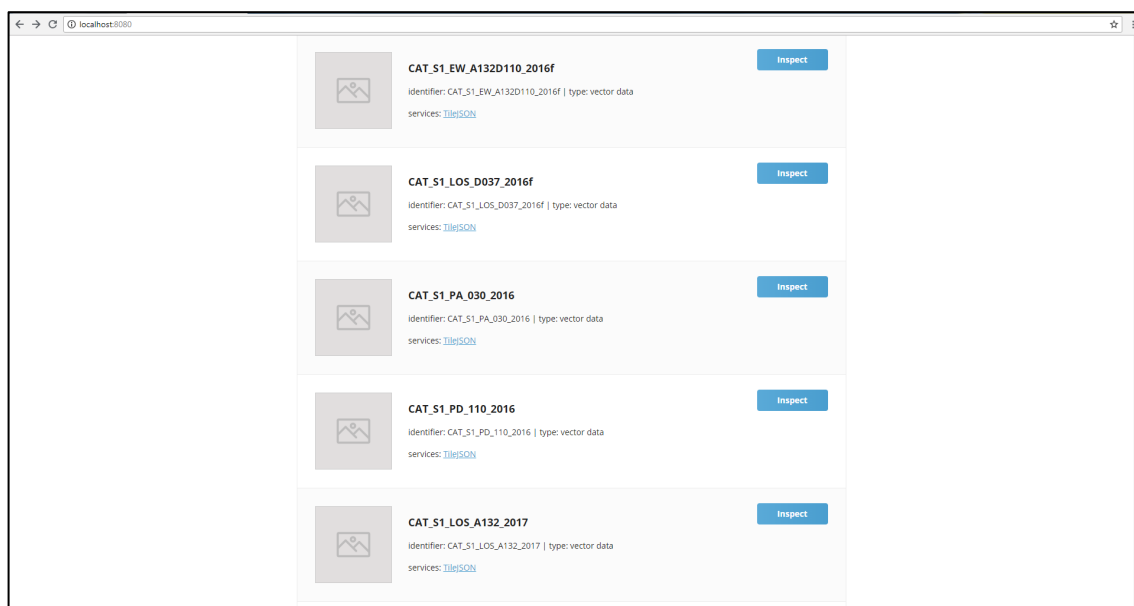 localhost:8080
CAT_S1_EW_A132D110_2016f
Inspect
identifier: CAT_S1_EW_A132D110_2016f | type: vector data
services: TileJSON
CAT_S1_LOS_D037_2016f
Inspect
identifier: CAT_S1_LOS_D037_2016f | type: vector data
services: TileJSON
CAT_S1_PA_030_2016
Inspect
identifier: CAT_S1_PA_030_2016 | type: vector data
services: TileJSON
CAT_S1_PD_110_2016
Inspect
identifier: CAT_S1_PD_110_2016 | type: vector data
services: TileJSON
CAT_S1_LOS_A132_2017
Inspect
identifier: CAT_S1_LOS_A132_2017 | type: vector data
services: TileJSON